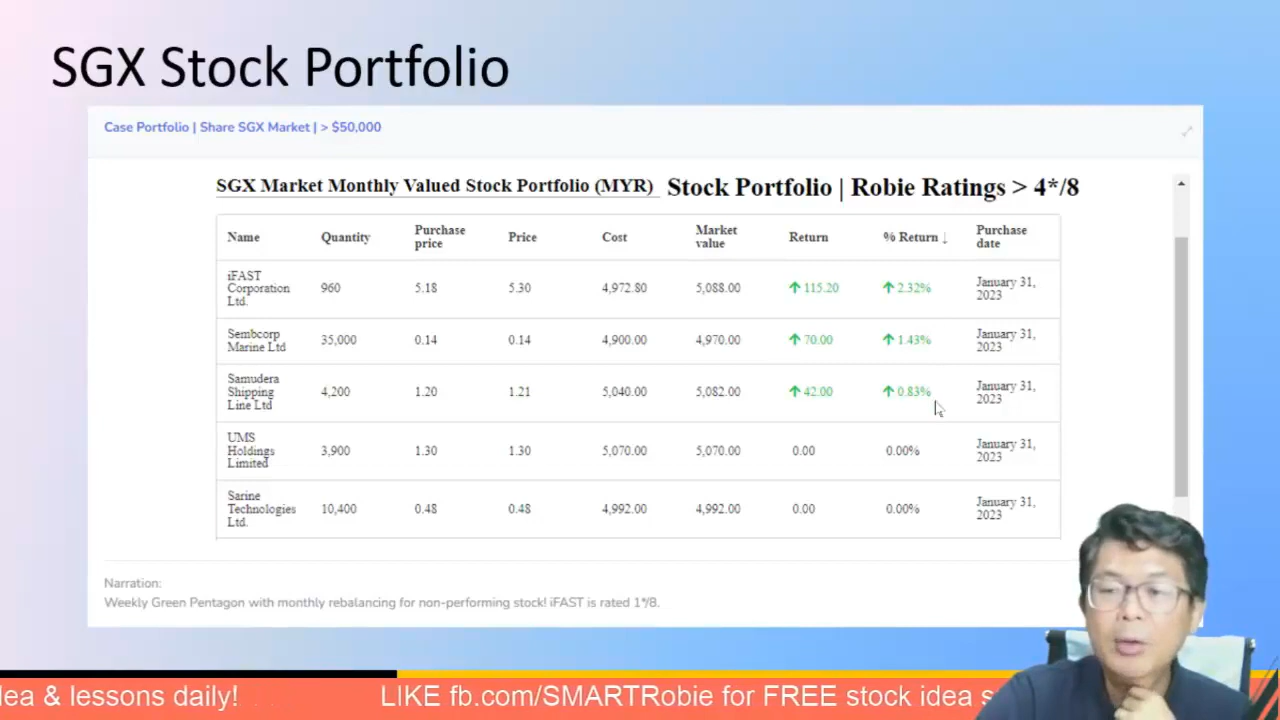 SGX Stock Portfolio
Case Portfolio | Share SGX Market | > $50,000
SGX Market Monthly Valued Stock Portfolio (MYR) Stock Portfolio | Robie Ratings > 4*/8
Name Quantity Purchase price Price Cost Market value Return % Return ↓ Purchase date
iFAST Corporation Ltd. 960 5.18 5.30 4,972.80 5,088.00 ↑ 115.20 ↑ 2.32% January 31, 2023
Sembcorp Marine Ltd 35,000 0.14 0.14 4,900.00 4,970.00 ↑ 70.00 ↑ 1.43% January 31, 2023
Samudera Shipping Line Ltd 4,200 1.20 1.21 5,040.00 5,082.00 ↑ 42.00 ↑ 0.83% January 31, 2023
UMS Holdings Limited 3,900 1.30 1.30 5,070.00 5,070.00 0.00 0.00% January 31, 2023
Sarine Technologies Ltd. 10,400 0.48 0.48 4,992.00 4,992.00 0.00 0.00% January 31, 2023
Narration:
Weekly Green Pentagon with monthly rebalancing for non-performing stock! iFAST is rated 1*/8.
dea & lessons daily! LIKE fb.com/SMARTRobie for FREE stock idea s